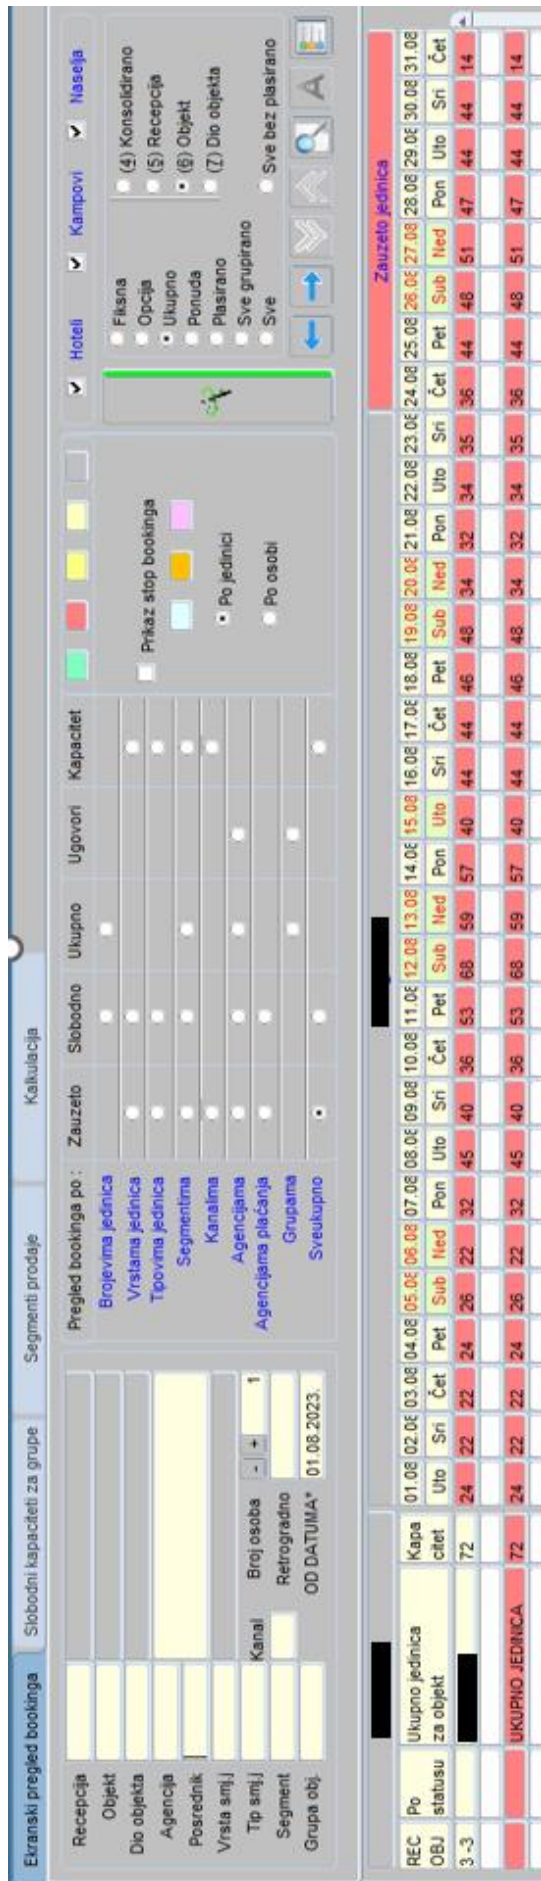 Ekranski pregled bookinga Slobodni kapaciteti za grupe Segmenti prodaje Kalkulacija
Recepcija
Objekt
Dio objekta
Agencija
Posrednik
Vrsta smj.j
Tip smj.j Kanal Broj osoba - + 1
Segment Retrogradno
Grupa obj. OD DATUMA* 01.08.2023.
Pregled bookinga po : Zauzeto Slobodno Ukupno Ugovori Kapacitet
Brojevima jedinica
Vrstama jedinica
Tipovima jedinica
Segmentima
Kanalima
Agencijama
Agencijama plaćanja
Grupama
Sveukupno
Prikaz stop bookinga
Po jedinici
Po osobi
Hoteli Kampovi Naselja
Fiksna (4) Konsolidirano
Opcija (5) Recepcija
Ukupno (6) Objekt
Ponuda (7) Dio objekta
Plasirano
Sve grupirano
Sve Sve bez plasirano
A
Zauzeto jedinica
REC Po Ukupno jedinica Kapa 01.08 02.08 03.08 04.08 05.08 06.08 07.08 08.08 09.08 10.08 11.08 12.08 13.08 14.08 15.08 16.08 17.08 18.08 19.08 20.08 21.08 22.08 23.08 24.08 25.08 26.08 27.08 28.08 29.08 30.08 31.08
OBJ statusu za objekt citet Uto Sri Čet Pet Sub Ned Pon Uto Sri Čet Pet Sub Ned Pon Uto Sri Čet Pet Sub Ned Pon Uto Sri Čet Pet Sub Ned Pon Uto Sri Čet
3 -3 72 24 22 22 24 26 22 32 45 40 36 53 68 59 57 40 44 44 46 48 34 32 34 35 36 44 48 51 47 44 44 14
UKUPNO JEDINICA 72 24 22 22 24 26 22 32 45 40 36 53 68 59 57 40 44 44 46 48 34 32 34 35 36 44 48 51 47 44 44 14